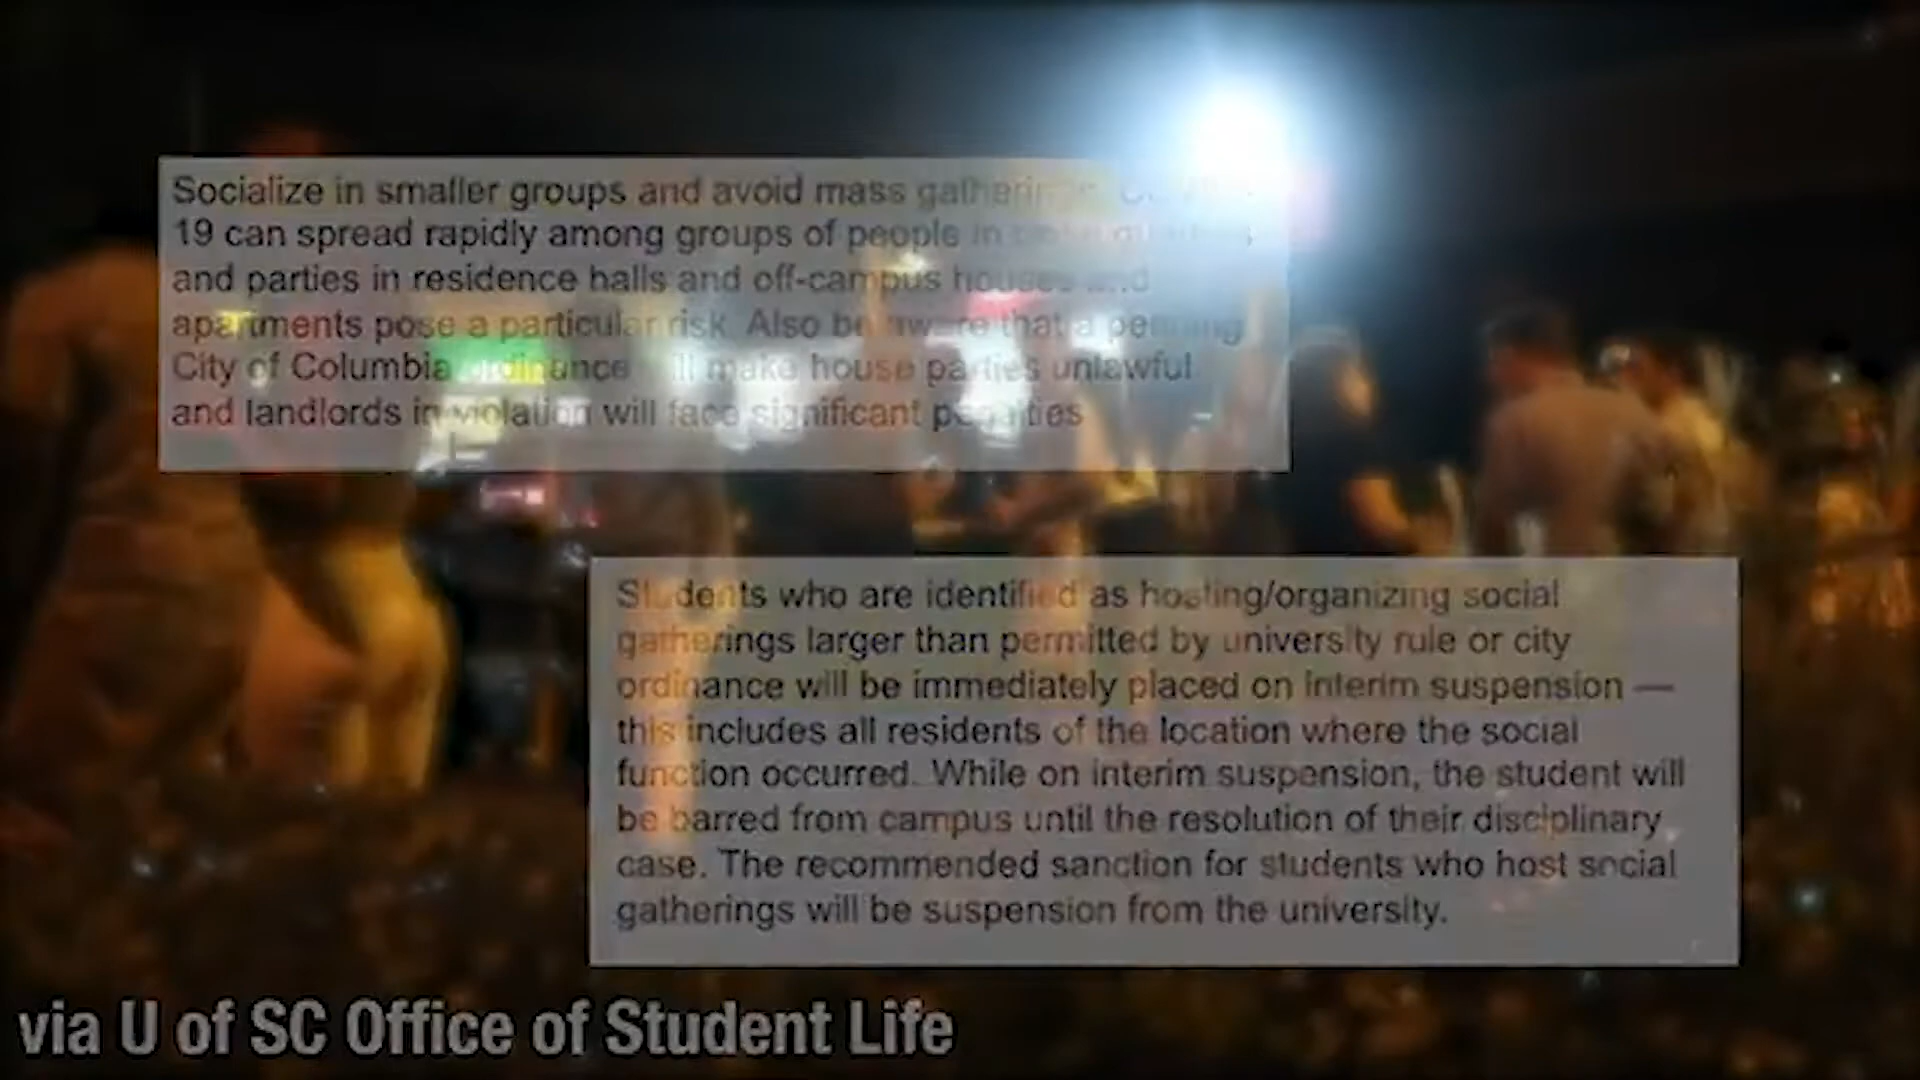 Socialize in smaller groups and avoid mass gatherings.
19 can spread rapidly among groups of people in
and parties in residence halls and off-campus houses and
apartments pose a particular risk. Also be aware that a pending
City of Columbia ordinance will make house parties unlawful
and landlords in violation will face significant penalties
Students who are identified as hosting/organizing social
gatherings larger than permitted by university rule or city
ordinance will be immediately placed on interim suspension —
this includes all residents of the location where the social
function occurred. While on interim suspension, the student will
be barred from campus until the resolution of their disciplinary
case. The recommended sanction for students who host social
gatherings will be suspension from the university.
via U of SC Office of Student Life